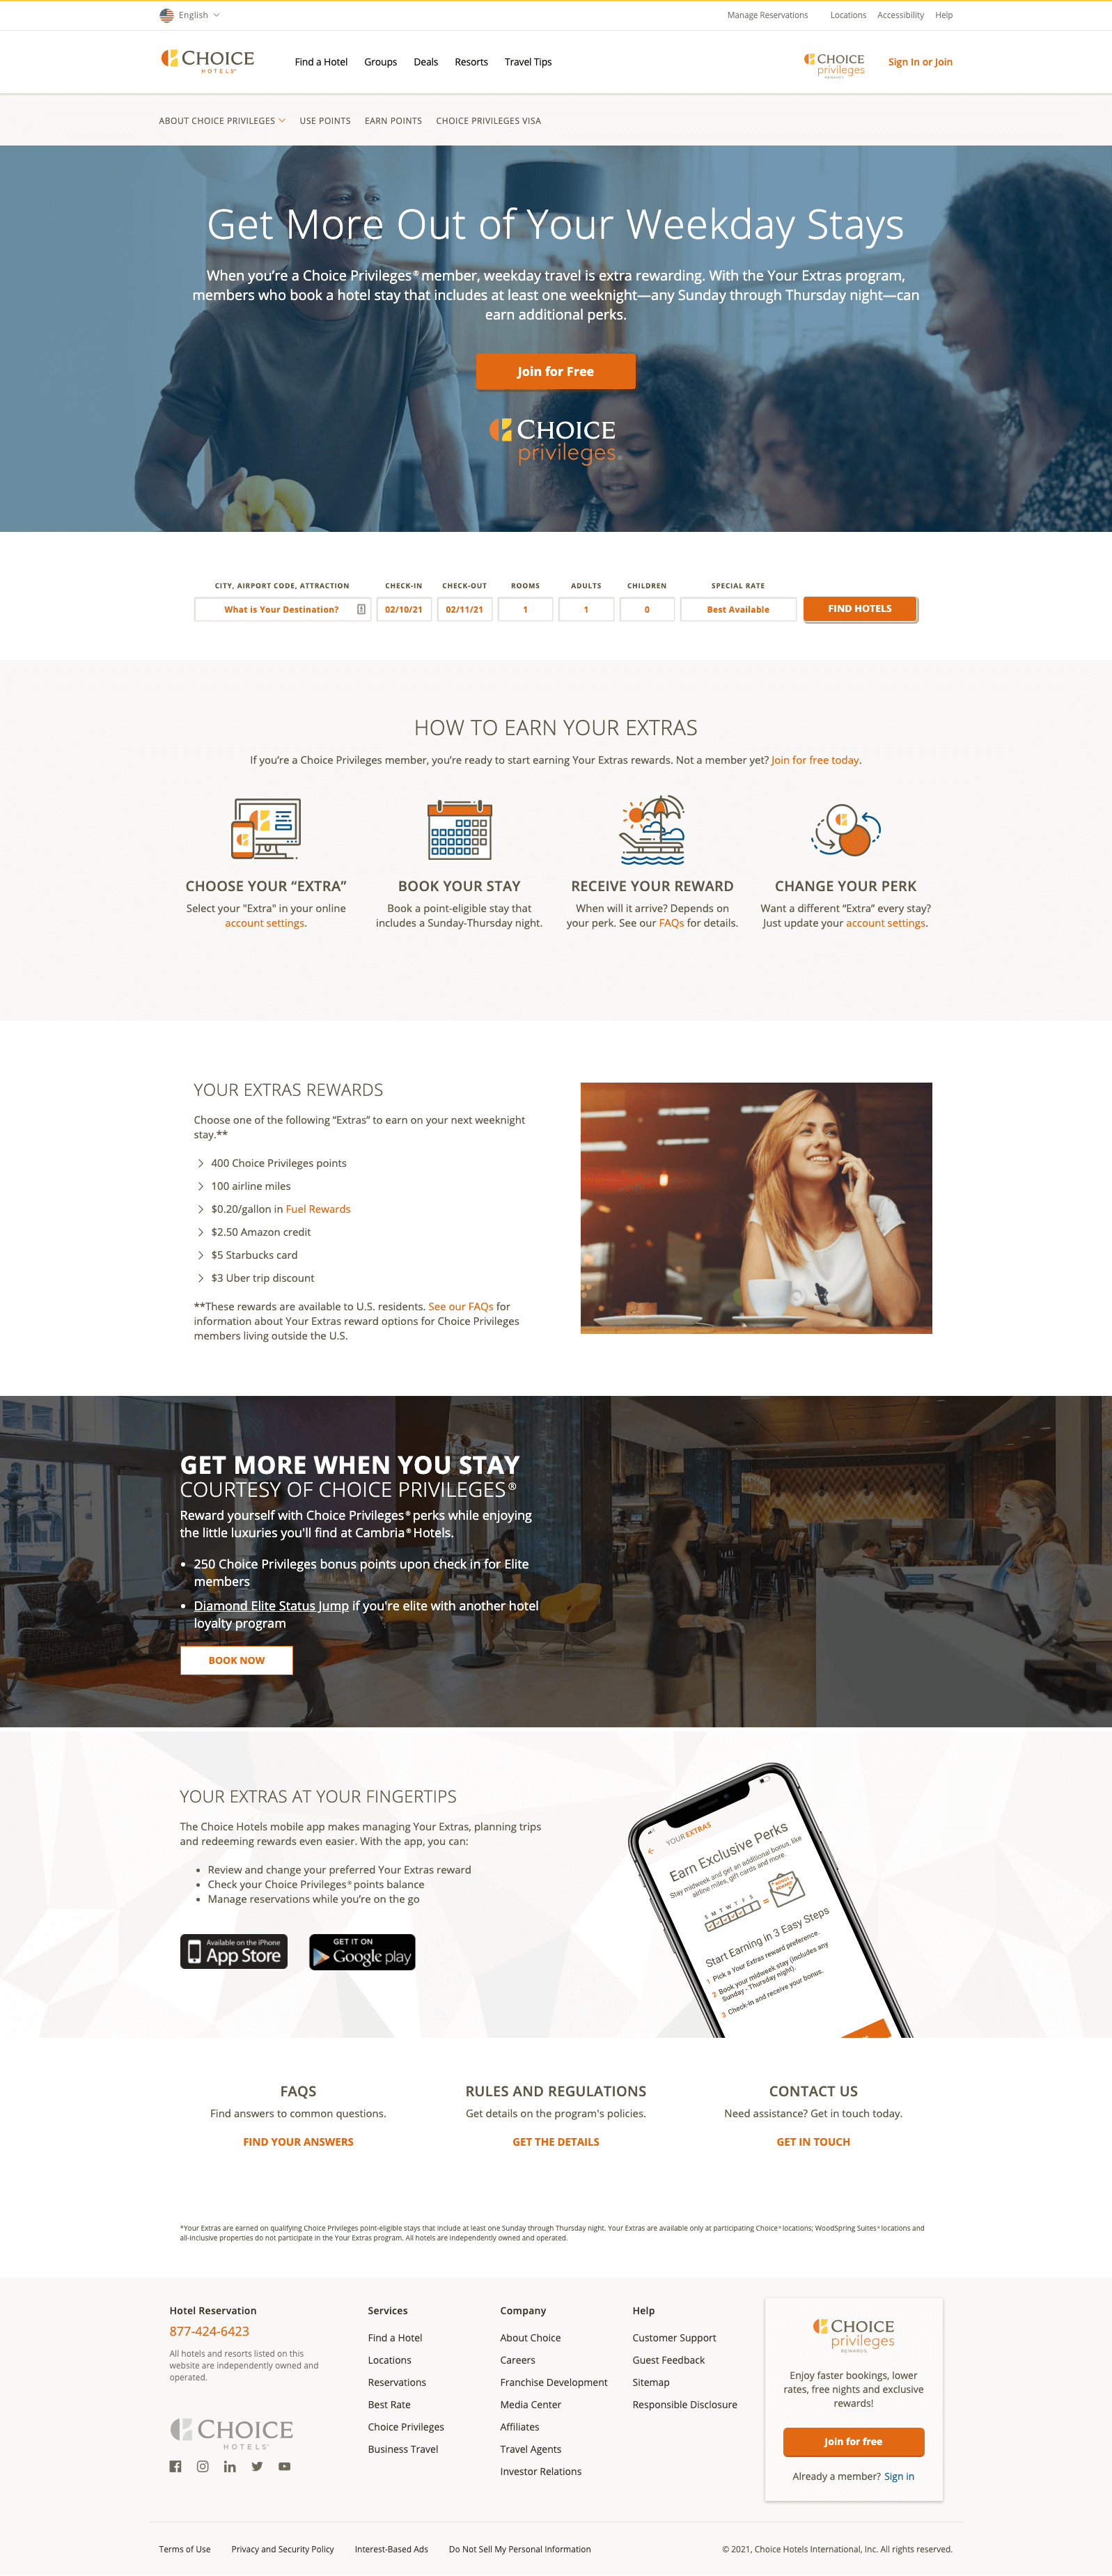 English
Manage Reservations Locations Accessibility Help
CHOICE HOTELS
Find a Hotel Groups Deals Resorts Travel Tips
CHOICE privileges REWARDS
Sign In or Join
ABOUT CHOICE PRIVILEGES USE POINTS EARN POINTS CHOICE PRIVILEGES VISA
Get More Out of Your Weekday Stays
When you’re a Choice Privileges® member, weekday travel is extra rewarding. With the Your Extras program,
members who book a hotel stay that includes at least one weeknight—any Sunday through Thursday night—can
earn additional perks.
Join for Free
CHOICE
privileges®
CITY, AIRPORT CODE, ATTRACTION CHECK-IN CHECK-OUT ROOMS ADULTS CHILDREN SPECIAL RATE
What is Your Destination? 02/10/21 02/11/21 1 1 0 Best Available FIND HOTELS
HOW TO EARN YOUR EXTRAS
If you’re a Choice Privileges member, you’re ready to start earning Your Extras rewards. Not a member yet? Join for free today.
CHOOSE YOUR “EXTRA”
Select your "Extra" in your online
account settings.
BOOK YOUR STAY
Book a point-eligible stay that
includes a Sunday-Thursday night.
RECEIVE YOUR REWARD
When will it arrive? Depends on
your perk. See our FAQs for details.
CHANGE YOUR PERK
Want a different “Extra” every stay?
Just update your account settings.
YOUR EXTRAS REWARDS
Choose one of the following “Extras” to earn on your next weeknight
stay.**
400 Choice Privileges points
100 airline miles
$0.20/gallon in Fuel Rewards
$2.50 Amazon credit
$5 Starbucks card
$3 Uber trip discount
**These rewards are available to U.S. residents. See our FAQs for
information about Your Extras reward options for Choice Privileges
members living outside the U.S.
GET MORE WHEN YOU STAY
COURTESY OF CHOICE PRIVILEGES®
Reward yourself with Choice Privileges® perks while enjoying
the little luxuries you'll find at Cambria® Hotels.
• 250 Choice Privileges bonus points upon check in for Elite
members
• Diamond Elite Status Jump if you're elite with another hotel
loyalty program
BOOK NOW
YOUR EXTRAS AT YOUR FINGERTIPS
The Choice Hotels mobile app makes managing Your Extras, planning trips
and redeeming rewards even easier. With the app, you can:
• Review and change your preferred Your Extras reward
• Check your Choice Privileges® points balance
• Manage reservations while you’re on the go
Available on the iPhone
App Store
GET IT ON
Google play
YOUR EXTRAS
Earn Exclusive Perks
Stay midweek and get an additional bonus, like
airline miles, gift cards and more.
S M T W T F S
=
BONUS REWARD
Start Earning in 3 Easy Steps
1 Pick a Your Extras reward preference.
2 Book your midweek stay (includes any
Sunday - Thursday night).
3 Check-in and receive your bonus.
FAQS
Find answers to common questions.
FIND YOUR ANSWERS
RULES AND REGULATIONS
Get details on the program's policies.
GET THE DETAILS
CONTACT US
Need assistance? Get in touch today.
GET IN TOUCH
*Your Extras are earned on qualifying Choice Privileges point-eligible stays that include at least one Sunday through Thursday night. Your Extras are available only at participating Choice® locations; WoodSpring Suites® locations and
all-inclusive properties do not participate in the Your Extras program. All hotels are independently owned and operated.
Hotel Reservation
877-424-6423
All hotels and resorts listed on this
website are independently owned and
operated.
CHOICE
HOTELS®
Services
Find a Hotel
Locations
Reservations
Best Rate
Choice Privileges
Business Travel
Company
About Choice
Careers
Franchise Development
Media Center
Affiliates
Travel Agents
Investor Relations
Help
Customer Support
Guest Feedback
Sitemap
Responsible Disclosure
CHOICE
privileges
REWARDS
Enjoy faster bookings, lower
rates, free nights and exclusive
rewards!
Join for free
Already a member? Sign in
Terms of Use Privacy and Security Policy Interest-Based Ads Do Not Sell My Personal Information
© 2021, Choice Hotels International, Inc. All rights reserved.